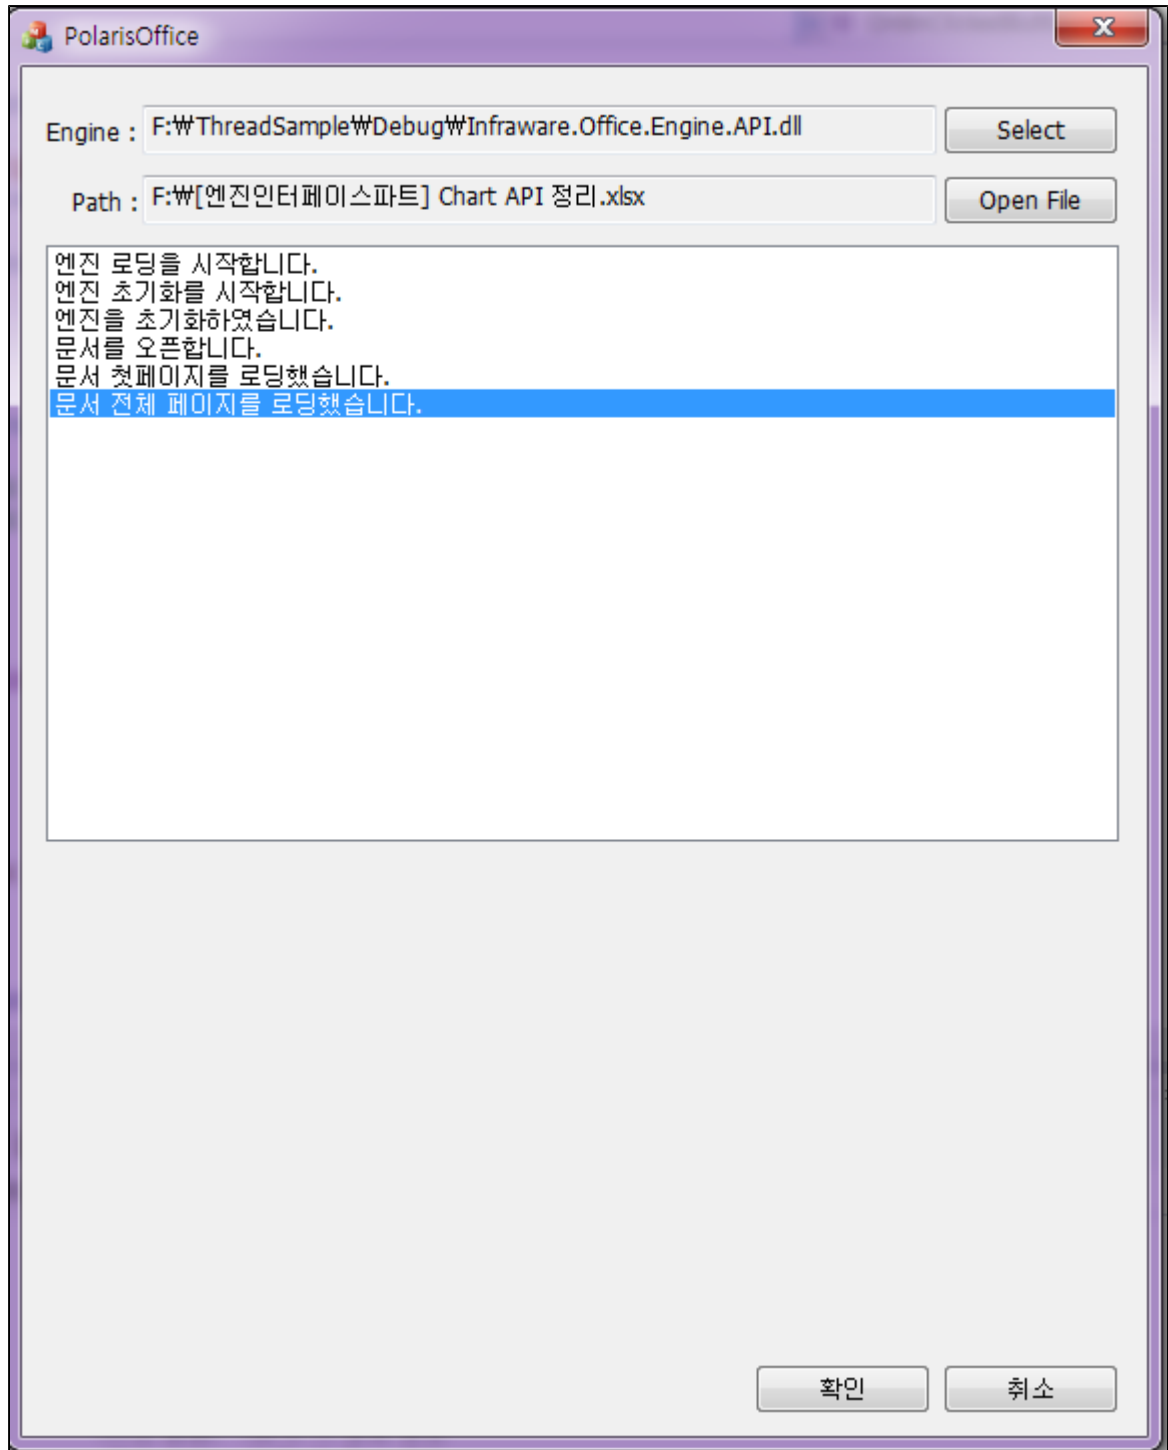 PolarisOffice
Engine : F:₩ThreadSample₩Debug₩Infraware.Office.Engine.API.dll Select
Path : F:₩[엔진인터페이스파트] Chart API 정리.xlsx Open File
엔진 로딩을 시작합니다.
엔진 초기화를 시작합니다.
엔진을 초기화하였습니다.
문서를 오픈합니다.
문서 첫페이지를 로딩했습니다.
문서 전체 페이지를 로딩했습니다.
확인 취소